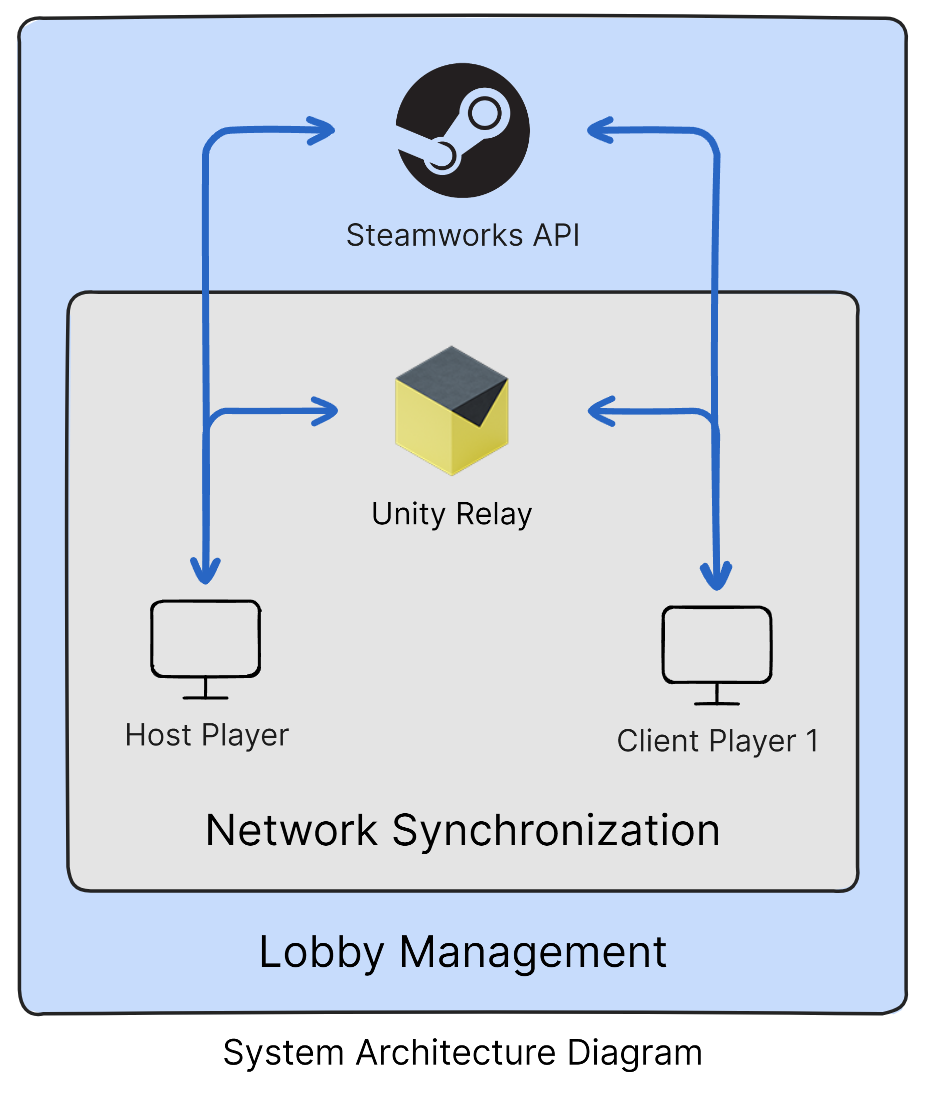 Steamworks API
Unity Relay
Host Player
Client Player 1
Network Synchronization
Lobby Management
System Architecture Diagram